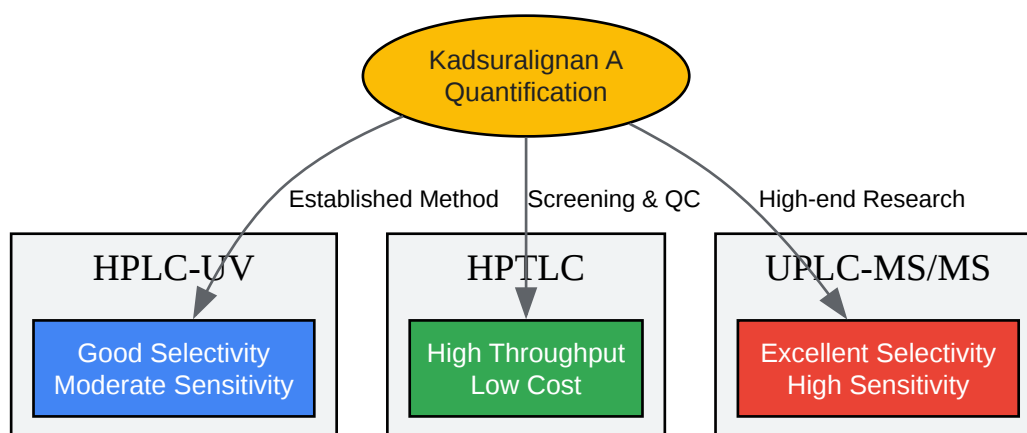 Kadsuralignan A
Quantification
Established Method
Screening & QC
High-end Research
HPLC-UV
HPTLC
UPLC-MS/MS
Good Selectivity
Moderate Sensitivity
High Throughput
Low Cost
Excellent Selectivity
High Sensitivity